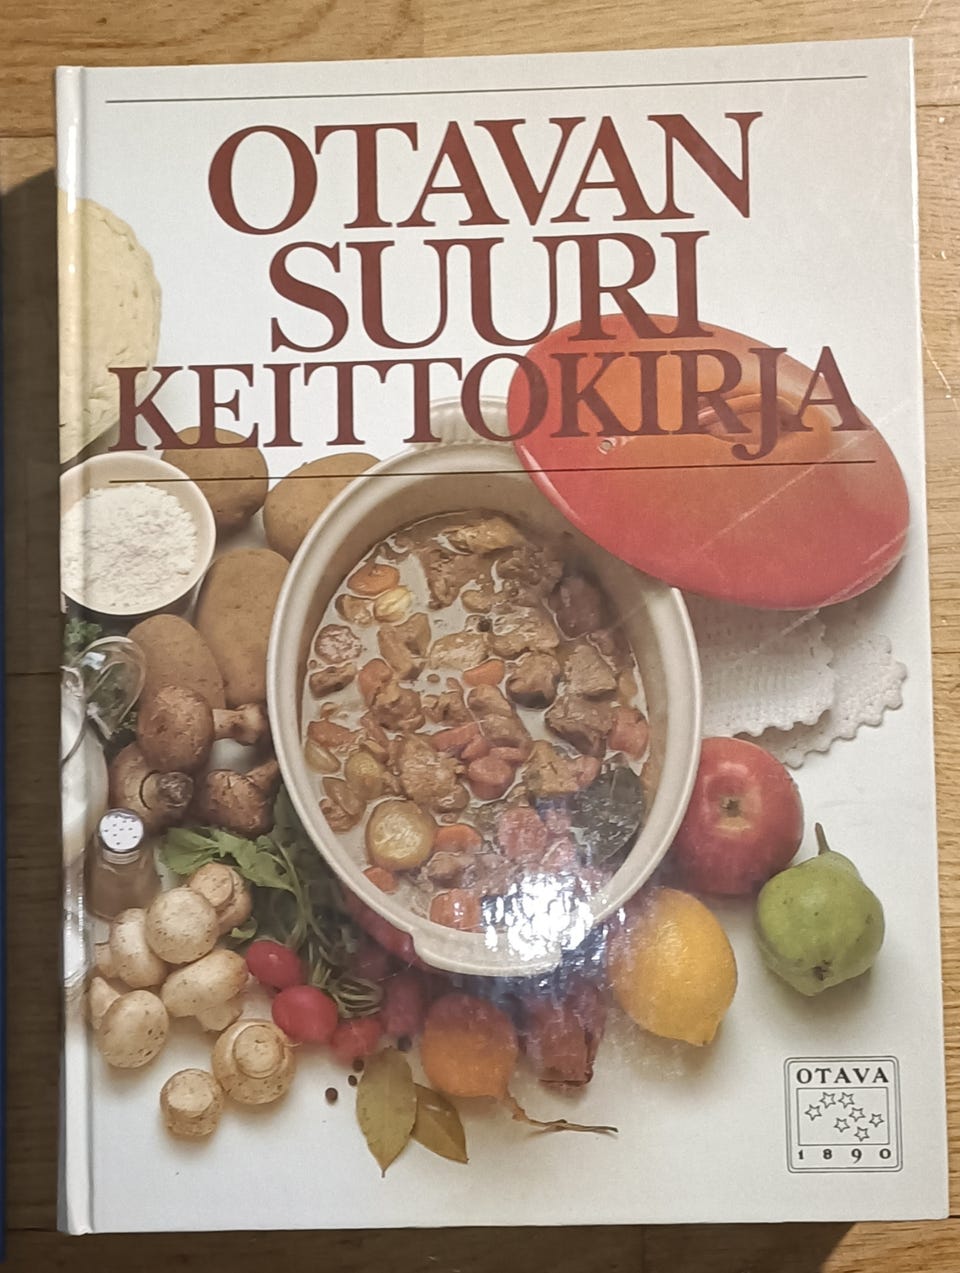 OTAVAN
SUURI
KEITTOKIRJA
OTAVA
1890